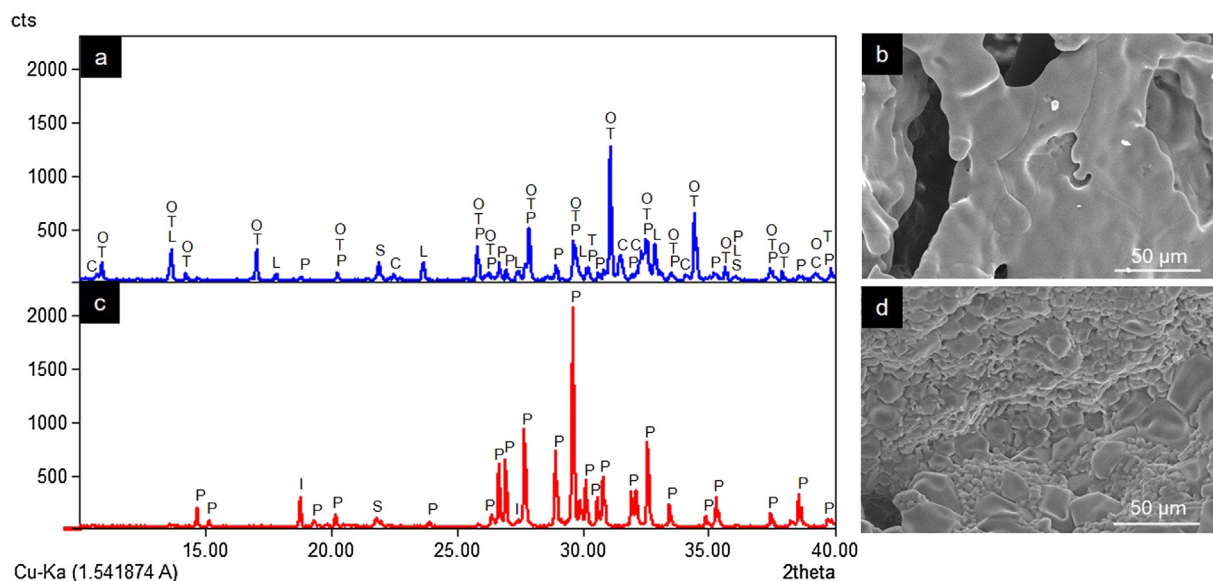 cts
a
2000
1500
1000
500
C O T
O T L
O T
O T
L
P
O T P
S
C
L
O T P
O T P
P
P
L
O T P
P
O T P
L
T P
P
O T
C
C P
O T P
L
O T P
C
O T
P
O T
P L S
O T P
O T
P
O C
T P
b
50 µm
c
2000
1500
1000
500
P
P
I
P
P
S
P
P
P
P
I
P
P
P
P
P
P
P
P
P
P
P
P
P
P
15.00 20.00 25.00 30.00 35.00 40.00
Cu-Ka (1.541874 A) 2theta
d
50 µm